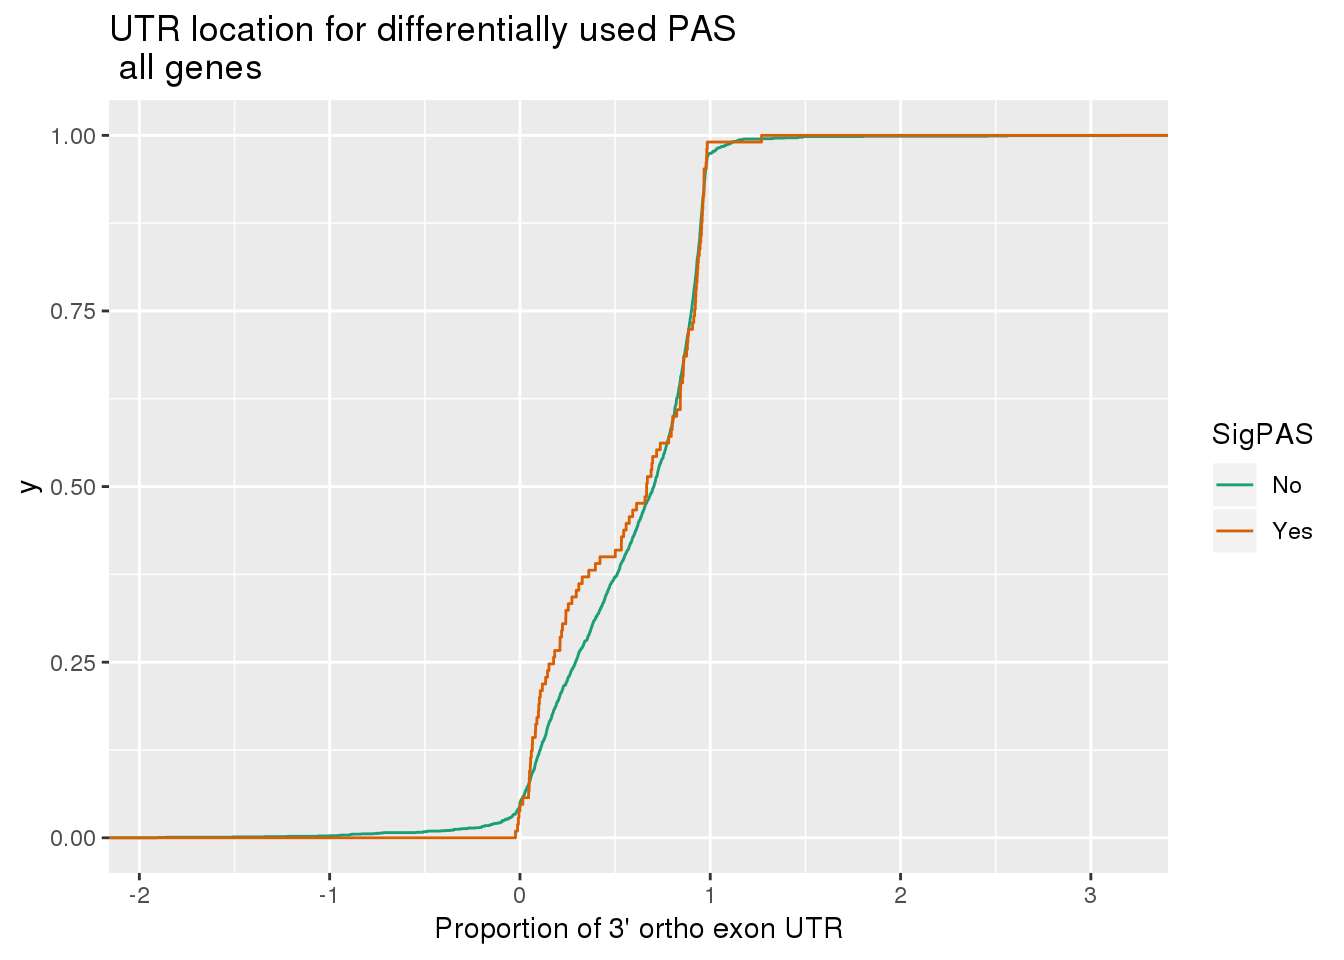 UTR location for differentially used PAS
all genes
1.00
0.75
0.50
0.25
0.00
y
-2
-1
0
1
2
3
Proportion of 3' ortho exon UTR
SigPAS
No
Yes